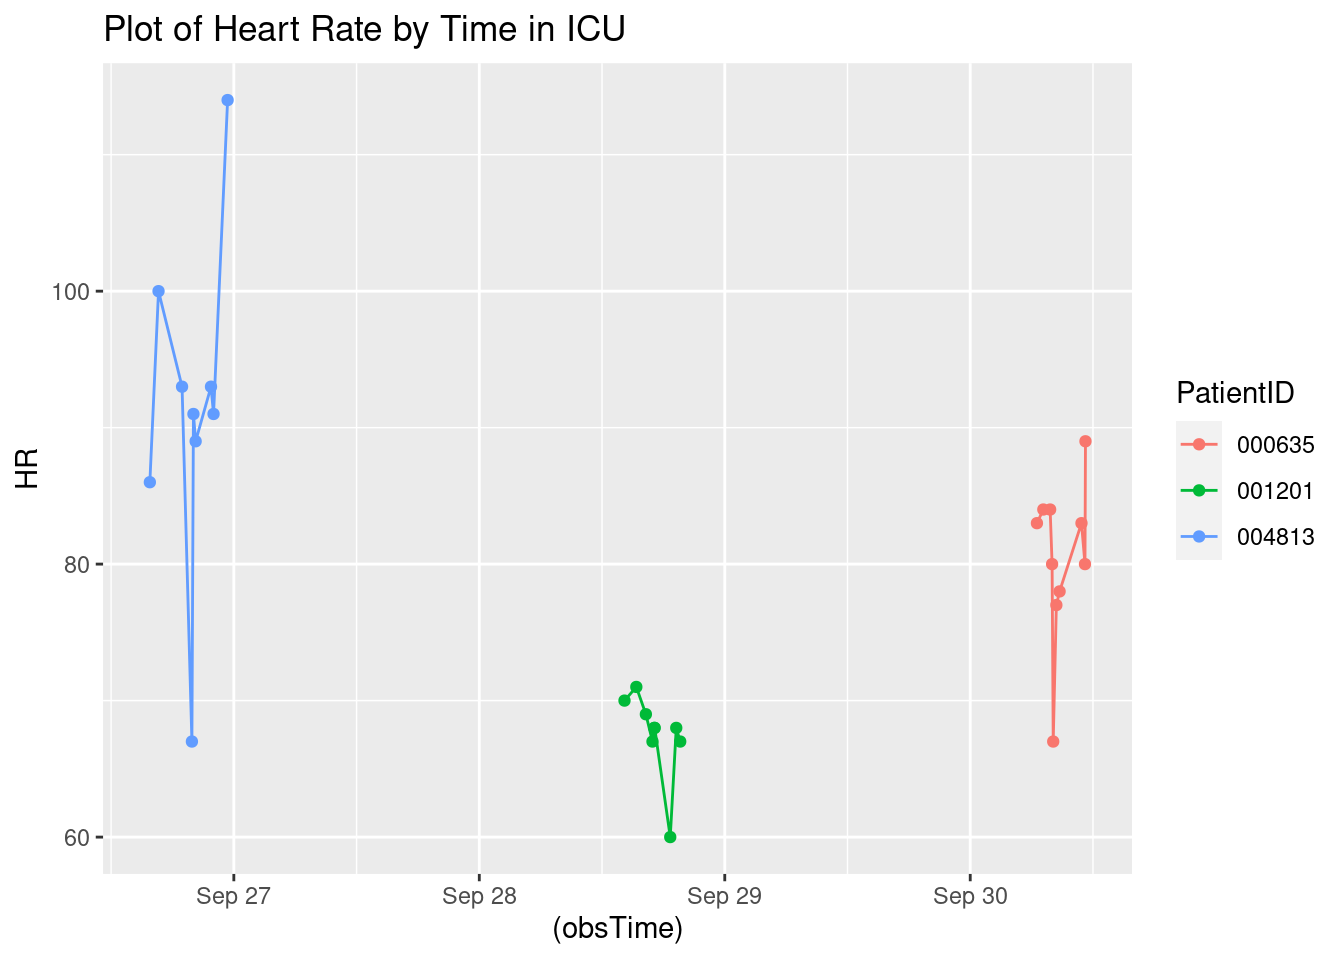 Plot of Heart Rate by Time in ICU
HR
100
80
60
Sep 27 Sep 28 Sep 29 Sep 30
(obsTime)
PatientID
000635
001201
004813